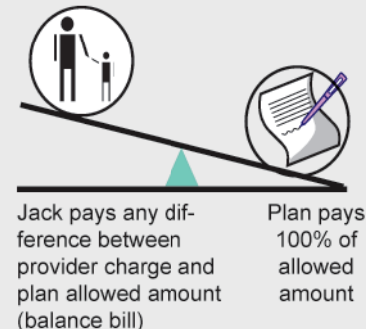 Jack pays any dif-
ference between
provider charge and
plan allowed amount
(balance bill)
Plan pays
100% of
allowed
amount